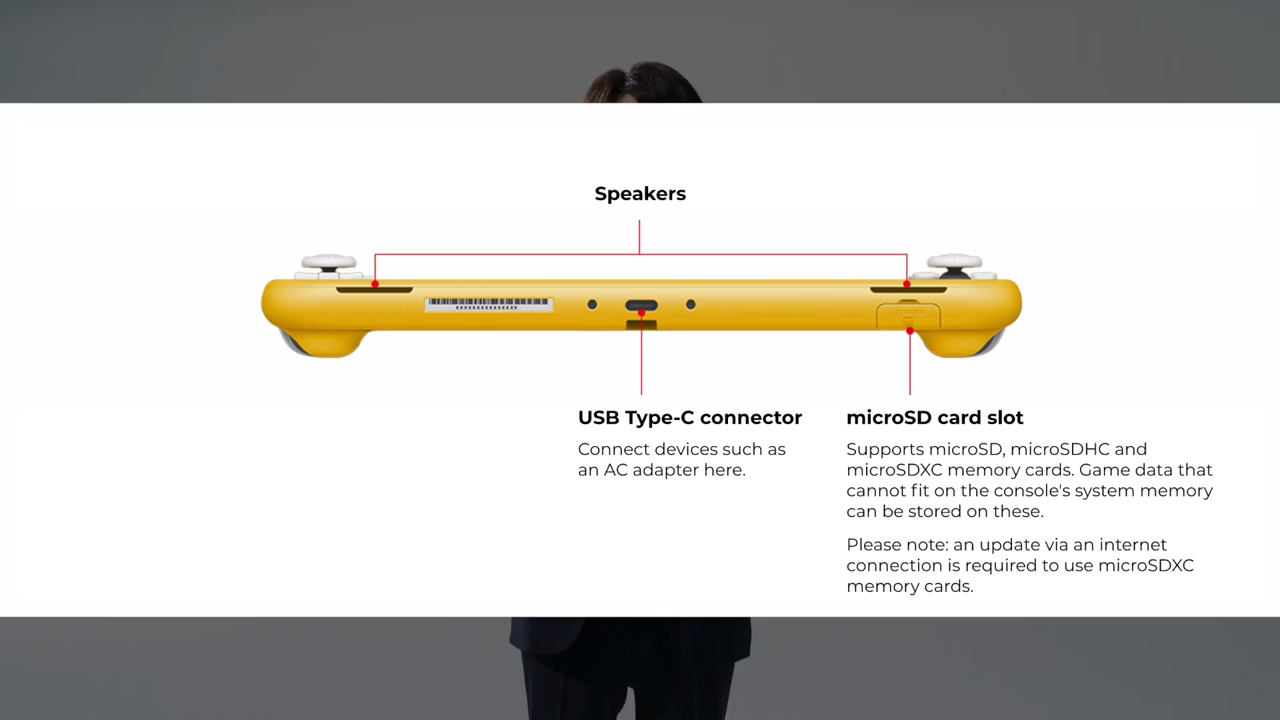 Speakers
USB Type-C connector
Connect devices such as
an AC adapter here.
microSD card slot
Supports microSD, microSDHC and
microSDXC memory cards. Game data that
cannot fit on the console's system memory
can be stored on these.
Please note: an update via an internet
connection is required to use microSDXC
memory cards.